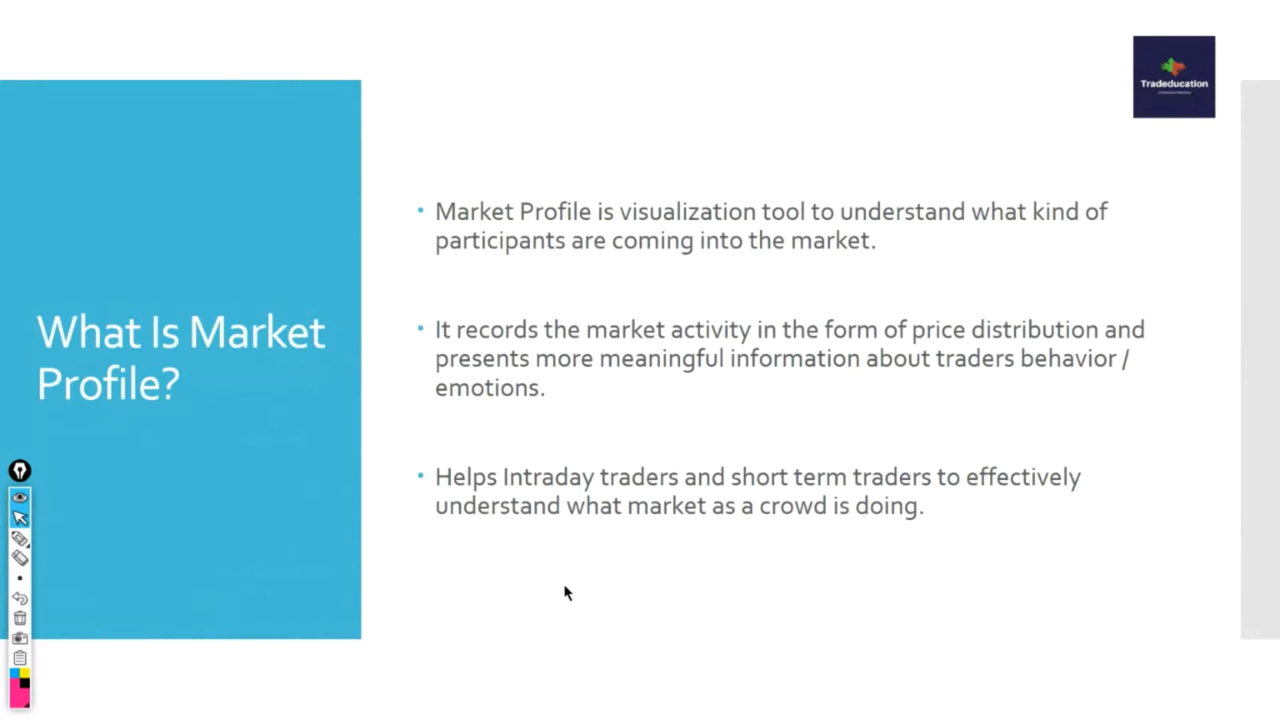 Tradeducation
What Is Market
Profile?
• Market Profile is visualization tool to understand what kind of
participants are coming into the market.
• It records the market activity in the form of price distribution and
presents more meaningful information about traders behavior /
emotions.
• Helps Intraday traders and short term traders to effectively
understand what market as a crowd is doing.